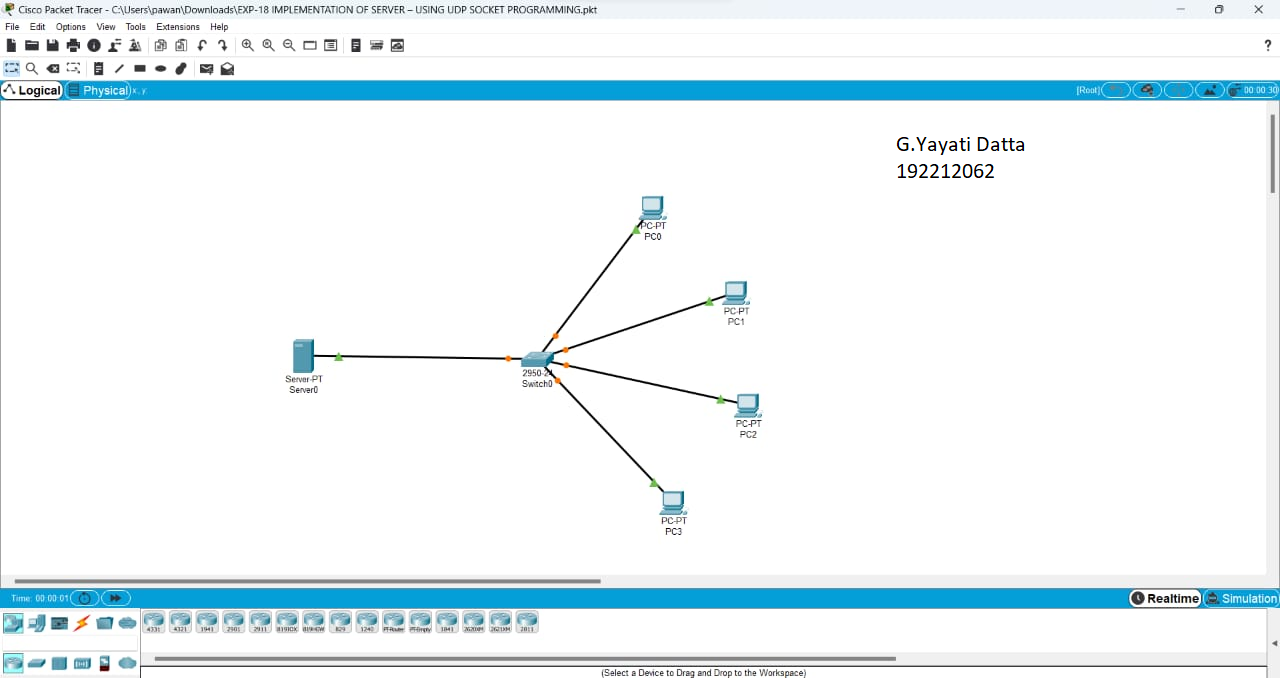 Cisco Packet Tracer - C:\Users\pawan\Downloads\EXP-18 IMPLEMENTATION OF SERVER – USING UDP SOCKET PROGRAMMING.pkt
File Edit Options View Tools Extensions Help
?
Logical Physical x, y [Root] 00:00:30
G.Yayati Datta
192212062
PC-PT
PC0
PC-PT
PC1
Server-PT
Server0
2950-24
Switch0
PC-PT
PC2
PC-PT
PC3
Time: 00:00:01 Realtime Simulation
4331 4321 1941 2901 2911 819IOX 819HGW 829 1240 PT-Router PT-Empty 1841 2620XM 2621XM 2811
(Select a Device to Drag and Drop to the Workspace)